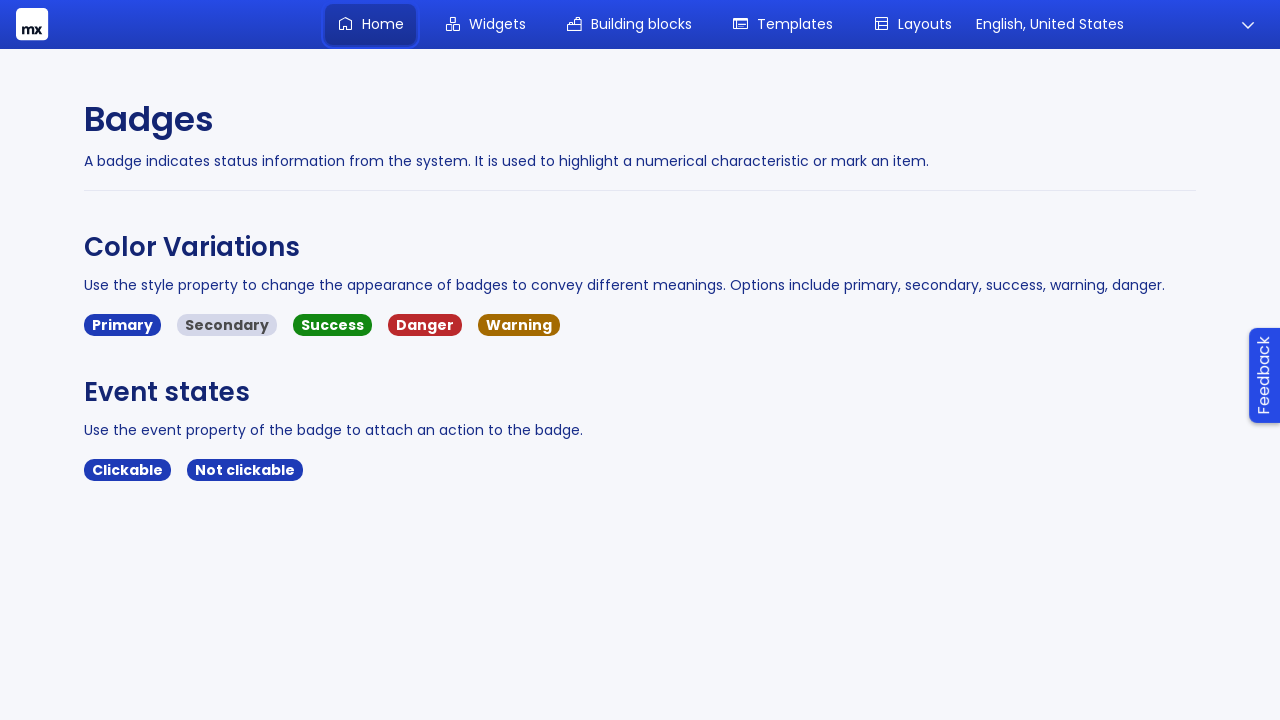 mx
Home
Widgets
Building blocks
Templates
Layouts
English, United States
Badges
A badge indicates status information from the system. It is used to highlight a numerical characteristic or mark an item.
Color Variations
Use the style property to change the appearance of badges to convey different meanings. Options include primary, secondary, success, warning, danger.
Primary
Secondary
Success
Danger
Warning
Feedback
Event states
Use the event property of the badge to attach an action to the badge.
Clickable
Not clickable